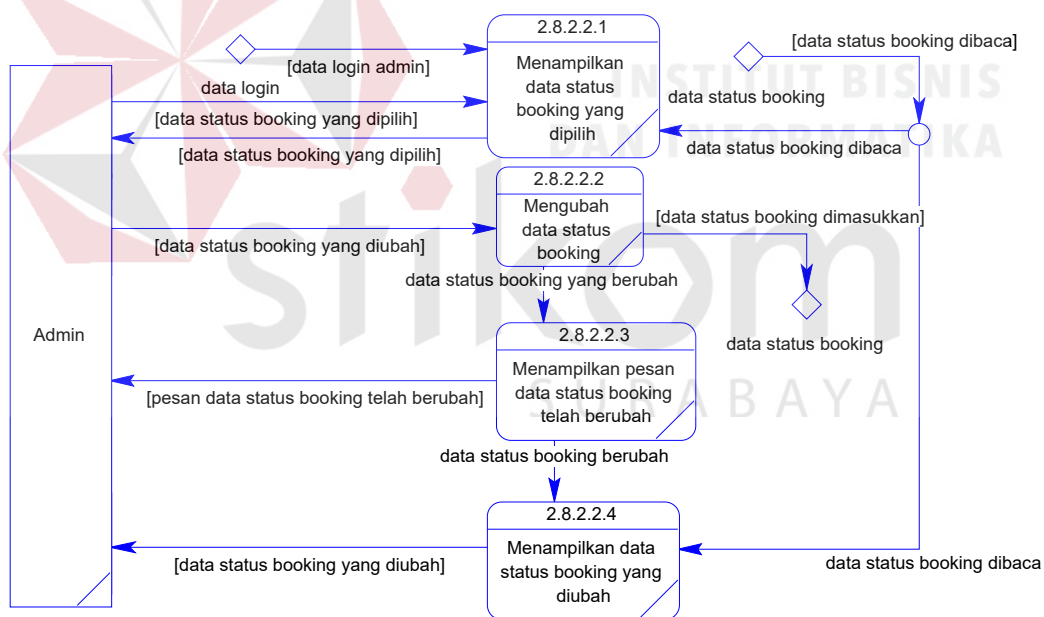 2.8.2.2.1
Menampilkan
data status
booking yang
dipilih
[data login admin]
data login
[data status booking yang dipilih]
[data status booking yang dipilih]
[data status booking dibaca]
data status booking
data status booking dibaca
INSTITUT BISNIS
DAN INFORMATIKA
stikom
SURABAYA
2.8.2.2.2
Mengubah
data status
booking
[data status booking yang diubah]
[data status booking dimasukkan]
data status booking yang berubah
data status booking
Admin
2.8.2.2.3
Menampilkan pesan
data status booking
telah berubah
[pesan data status booking telah berubah]
data status booking berubah
2.8.2.2.4
Menampilkan data
status booking yang
diubah
[data status booking yang diubah]
data status booking dibaca